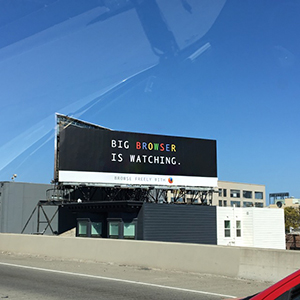 BIG BROWSER
IS WATCHING.
BROWSE FREELY WITH